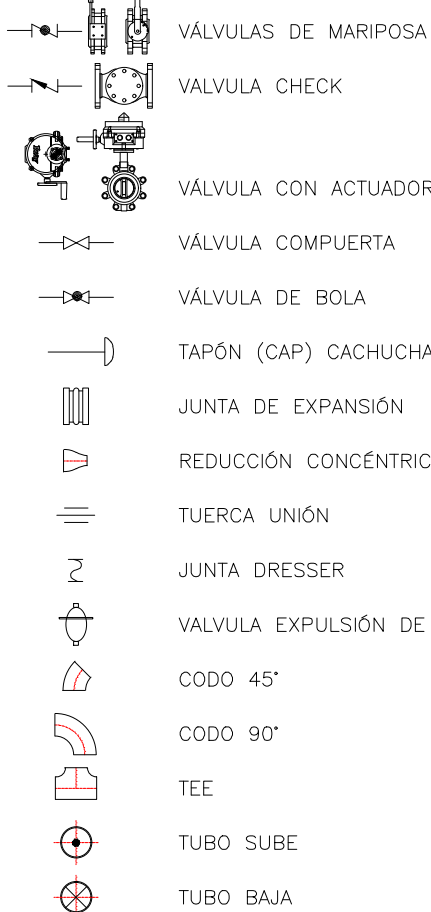 VÁLVULAS DE MARIPOSA
VALVULA CHECK
VÁLVULA CON ACTUADOR
VÁLVULA COMPUERTA
VÁLVULA DE BOLA
TAPÓN (CAP) CACHUCHA
JUNTA DE EXPANSIÓN
REDUCCIÓN CONCÉNTRIC
TUERCA UNIÓN
JUNTA DRESSER
VALVULA EXPULSIÓN DE
CODO 45°
CODO 90°
TEE
TUBO SUBE
TUBO BAJA